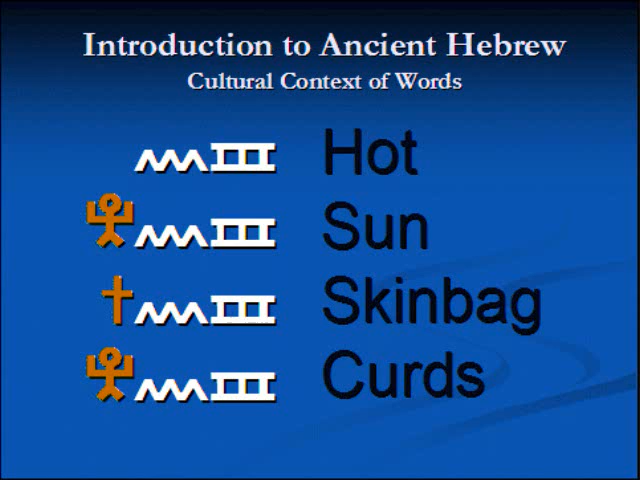 Introduction to Ancient Hebrew
Cultural Context of Words
Hot
Sun
Skinbag
Curds